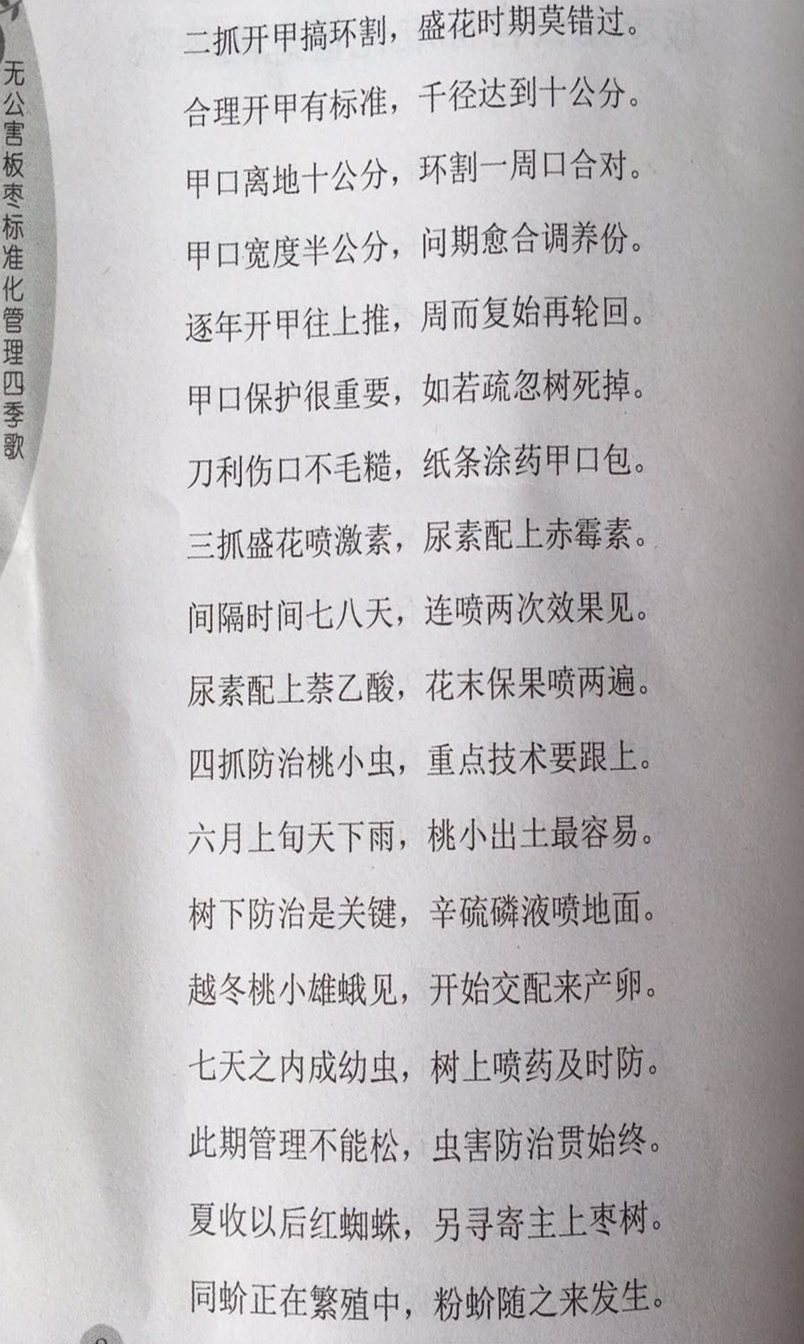 无公害板枣标准化管理四季歌
二抓开甲搞环割，盛花时期莫错过。
合理开甲有标准，千径达到十公分。
甲口离地十公分，环割一周口合对。
甲口宽度半公分，问期愈合调养份。
逐年开甲往上推，周而复始再轮回。
甲口保护很重要，如若疏忽树死掉。
刀利伤口不毛糙，纸条涂药甲口包。
三抓盛花喷激素，尿素配上赤霉素。
间隔时间七八天，连喷两次效果见。
尿素配上萘乙酸，花末保果喷两遍。
四抓防治桃小虫，重点技术要跟上。
六月上旬天下雨，桃小出土最容易。
树下防治是关键，辛硫磷液喷地面。
越冬桃小雄蛾见，开始交配来产卵。
七天之内成幼虫，树上喷药及时防。
此期管理不能松，虫害防治贯始终。
夏收以后红蜘蛛，另寻寄主上枣树。
同蚧正在繁殖中，粉蚧随之来发生。